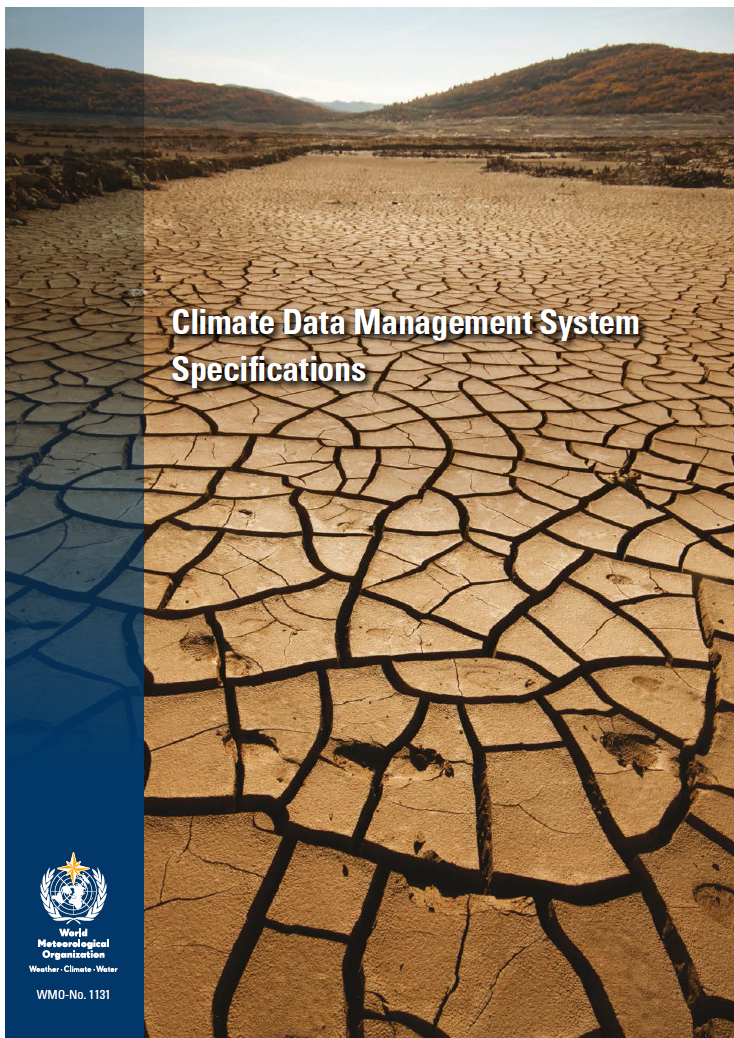 Climate Data Management System
Specifications
World
Meteorological
Organization
Weather · Climate · Water
WMO-No. 1131